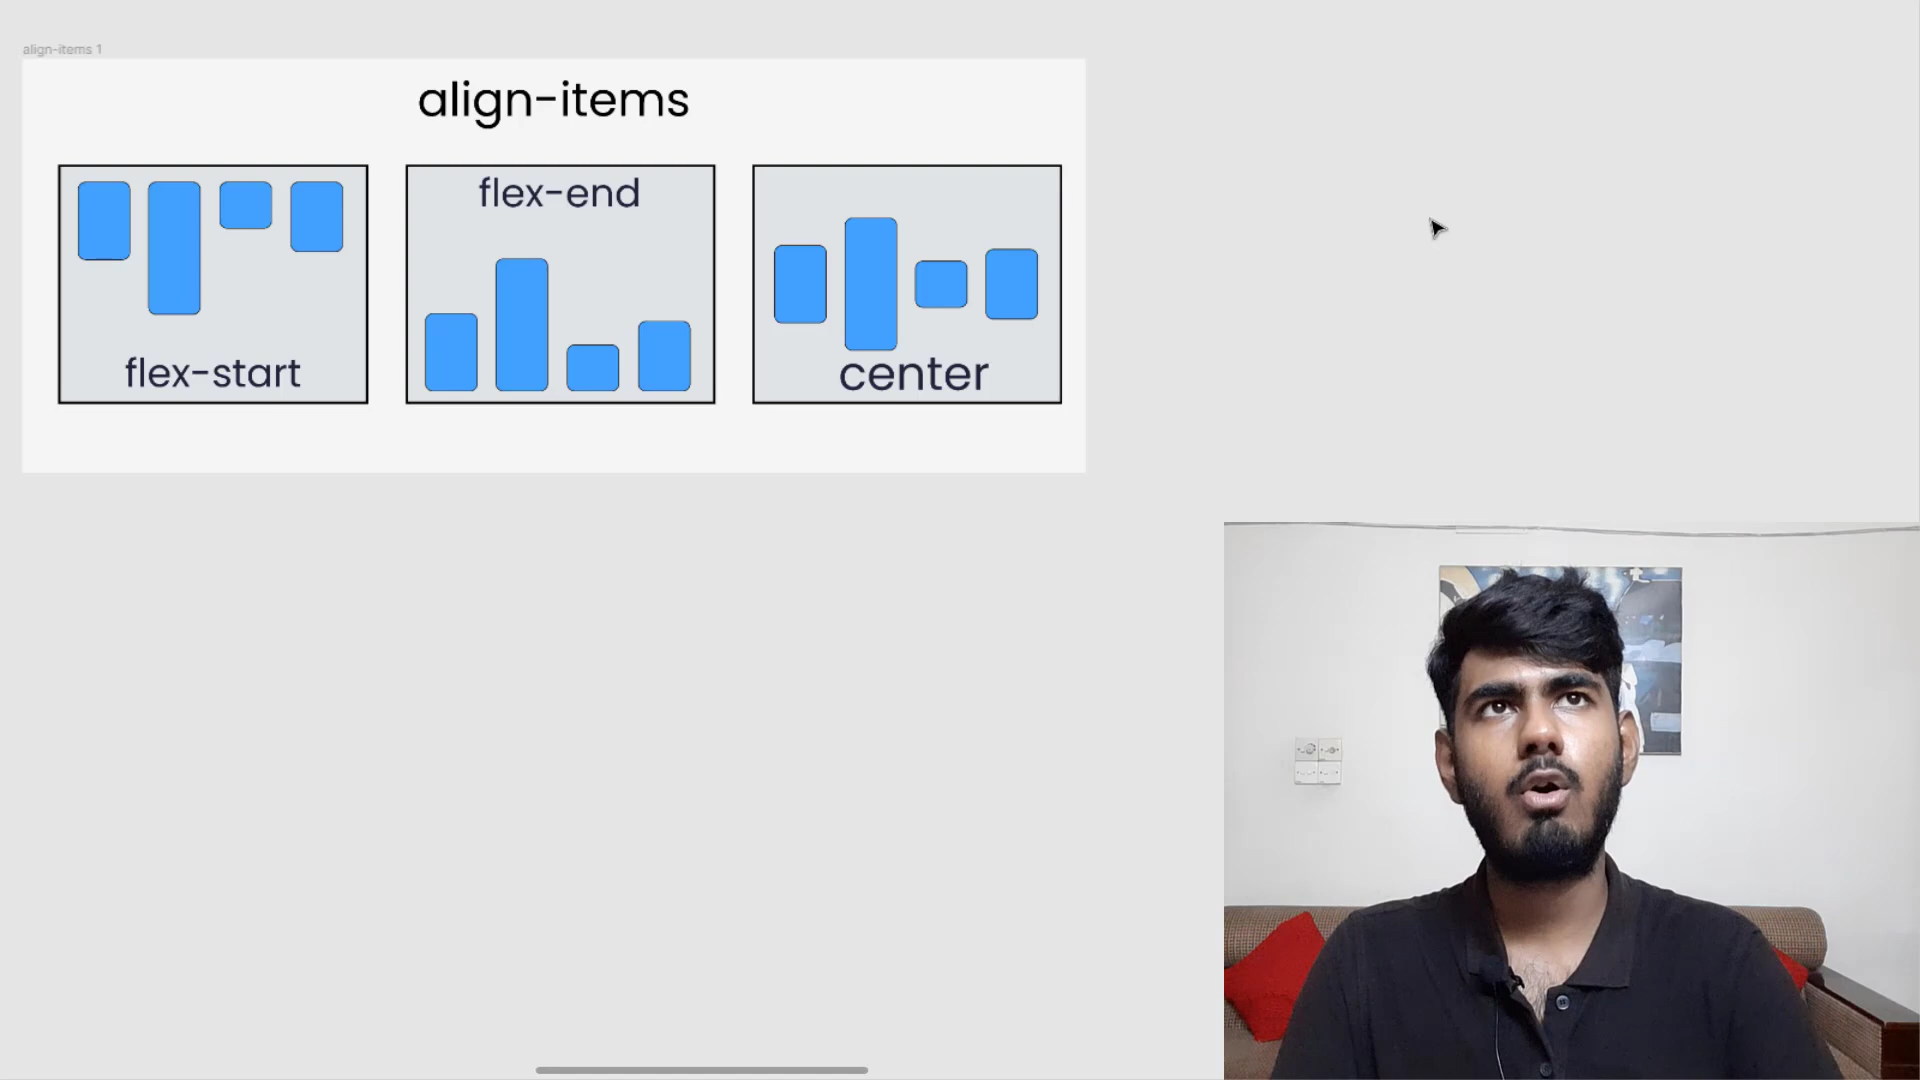 align-items 1
align-items
flex-start
flex-end
center